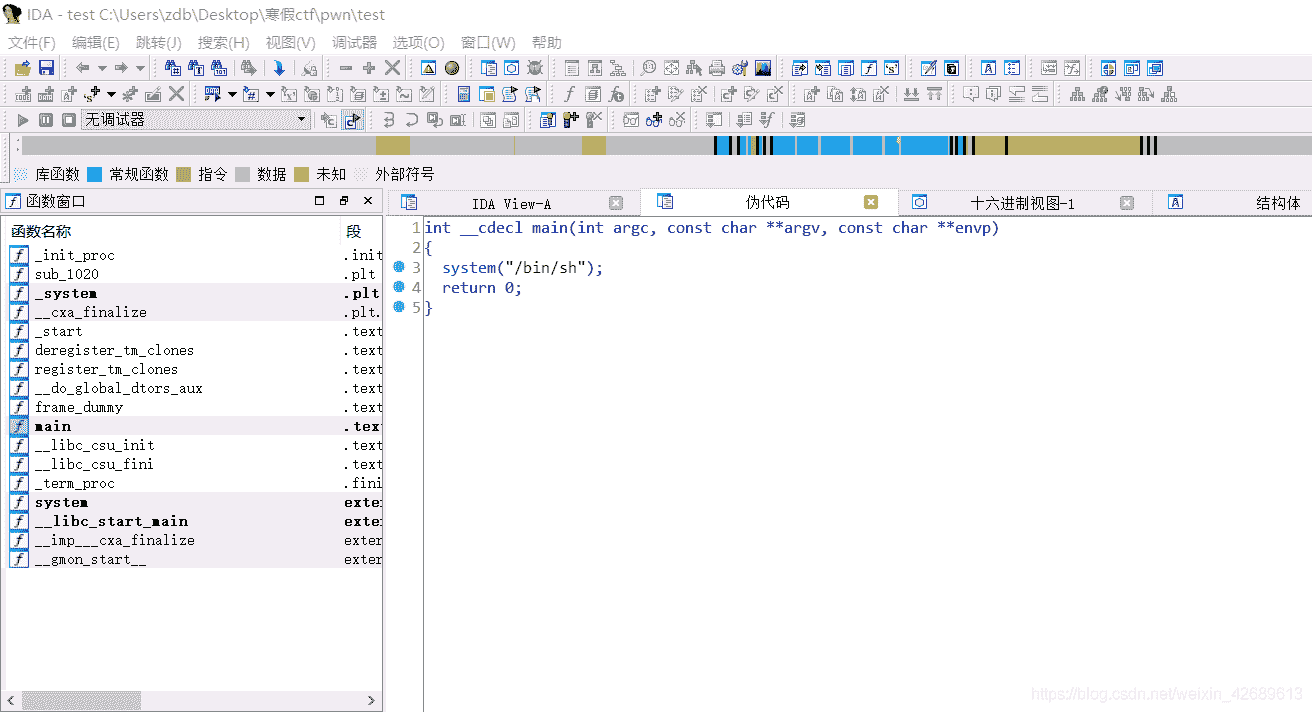 IDA - test C:\Users\zdb\Desktop\寒假ctf\pwn\test
文件(F) 编辑(E) 跳转(J) 搜索(H) 视图(V) 调试器 选项(O) 窗口(W) 帮助
无调试器
库函数 常规函数 指令 数据 未知 外部符号
函数窗口
IDA View-A 伪代码 十六进制视图-1 结构体
函数名称 段
_init_proc .init
sub_1020 .plt
_system .plt
__cxa_finalize .plt.
_start .text
deregister_tm_clones .text
register_tm_clones .text
__do_global_dtors_aux .text
frame_dummy .text
main .text
__libc_csu_init .text
__libc_csu_fini .text
_term_proc .fini
system exter
__libc_start_main exter
__imp___cxa_finalize exter
__gmon_start__ exter
1 int __cdecl main(int argc, const char **argv, const char **envp)
2 {
3 system("/bin/sh");
4 return 0;
5 }
https://blog.csdn.net/weixin_42689613